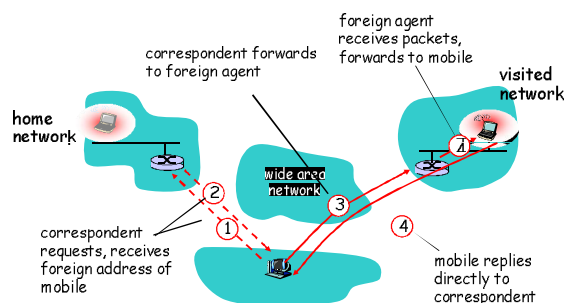 foreign agent
receives packets,
forwards to mobile
correspondent forwards
to foreign agent
visited
network
home
network
wide area
network
2
1
3
4
correspondent
requests, receives
foreign address of
mobile
mobile replies
directly to
correspondent